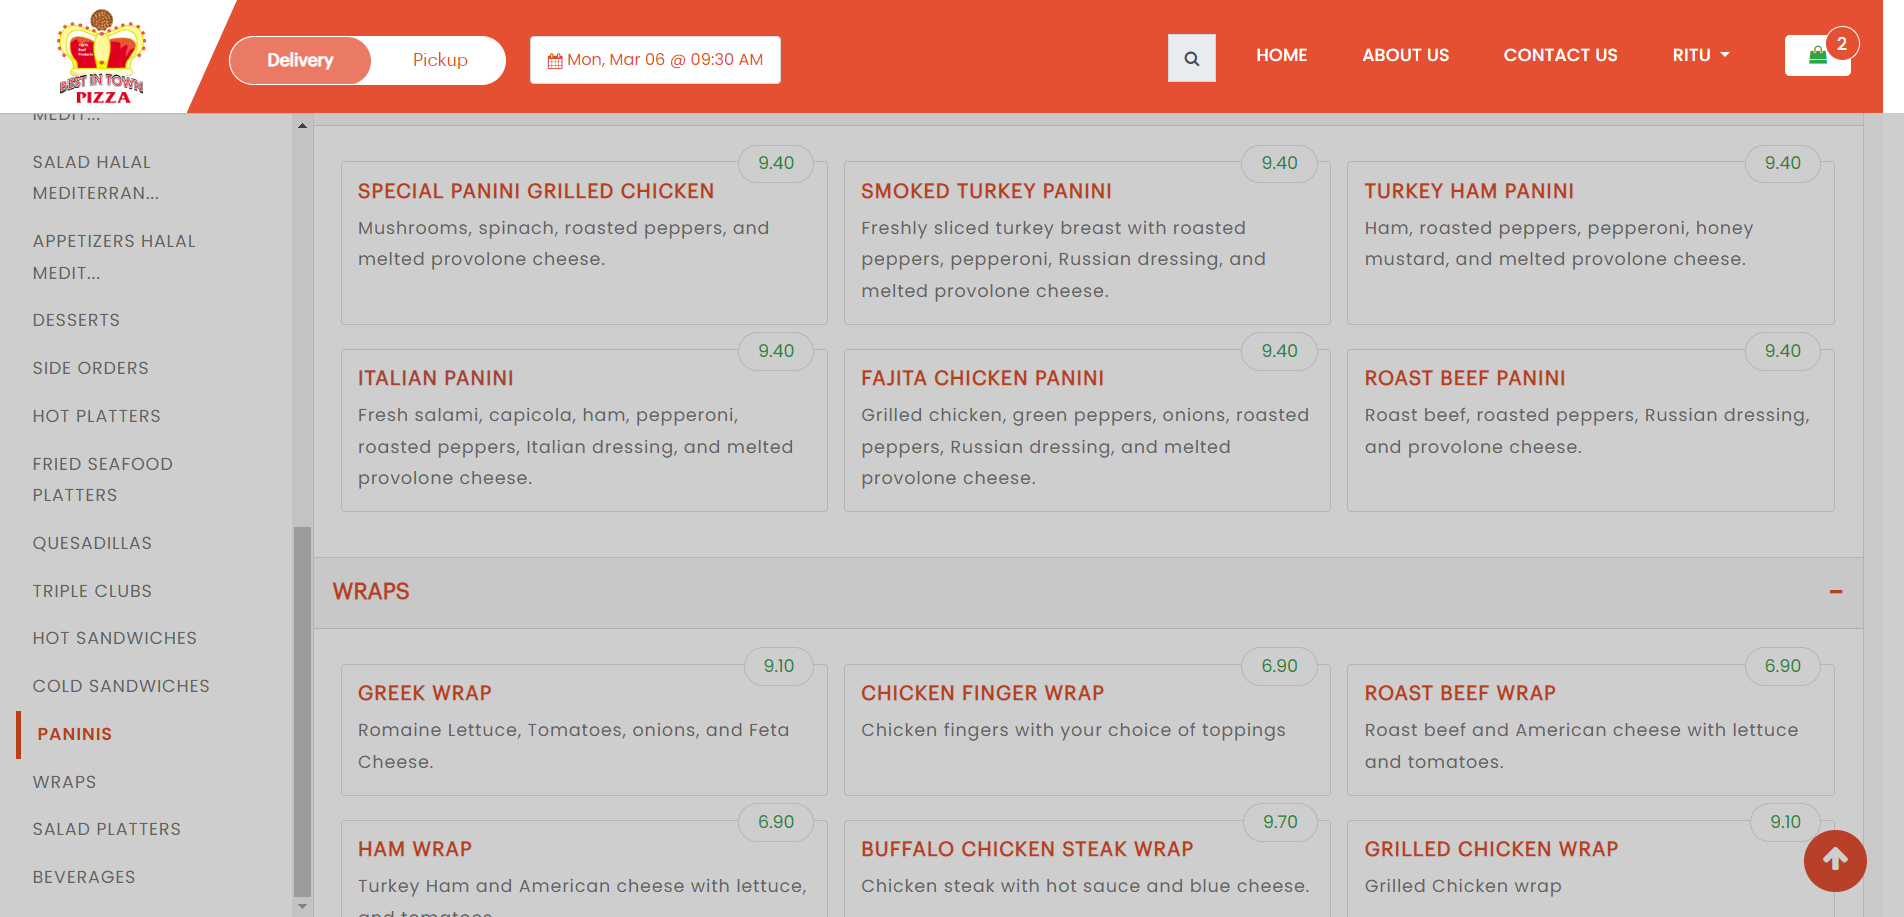 BEST IN TOWN
PIZZA
Delivery
Pickup
Mon, Mar 06 @ 09:30 AM
HOME
ABOUT US
CONTACT US
RITU
2
MEDIT...
SALAD HALAL
MEDITERRAN...
APPETIZERS HALAL
MEDIT...
DESSERTS
SIDE ORDERS
HOT PLATTERS
FRIED SEAFOOD
PLATTERS
QUESADILLAS
TRIPLE CLUBS
HOT SANDWICHES
COLD SANDWICHES
PANINIS
WRAPS
SALAD PLATTERS
BEVERAGES
9.40
SPECIAL PANINI GRILLED CHICKEN
Mushrooms, spinach, roasted peppers, and
melted provolone cheese.
9.40
SMOKED TURKEY PANINI
Freshly sliced turkey breast with roasted
peppers, pepperoni, Russian dressing, and
melted provolone cheese.
9.40
TURKEY HAM PANINI
Ham, roasted peppers, pepperoni, honey
mustard, and melted provolone cheese.
9.40
ITALIAN PANINI
Fresh salami, capicola, ham, pepperoni,
roasted peppers, Italian dressing, and melted
provolone cheese.
9.40
FAJITA CHICKEN PANINI
Grilled chicken, green peppers, onions, roasted
peppers, Russian dressing, and melted
provolone cheese.
9.40
ROAST BEEF PANINI
Roast beef, roasted peppers, Russian dressing,
and provolone cheese.
WRAPS
9.10
GREEK WRAP
Romaine Lettuce, Tomatoes, onions, and Feta
Cheese.
6.90
CHICKEN FINGER WRAP
Chicken fingers with your choice of toppings
6.90
ROAST BEEF WRAP
Roast beef and American cheese with lettuce
and tomatoes.
6.90
HAM WRAP
Turkey Ham and American cheese with lettuce,
and tomatoes.
9.70
BUFFALO CHICKEN STEAK WRAP
Chicken steak with hot sauce and blue cheese.
9.10
GRILLED CHICKEN WRAP
Grilled Chicken wrap